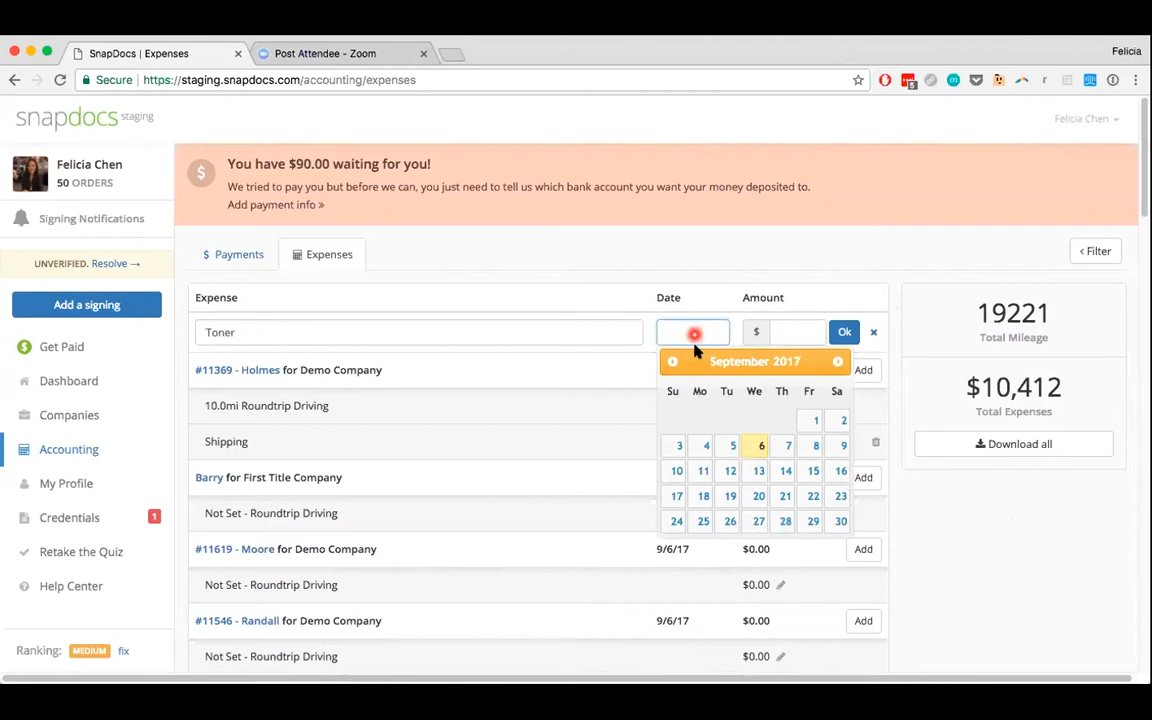 SnapDocs | Expenses
Post Attendee - Zoom
Felicia
Secure
https://staging.snapdocs.com/accounting/expenses
5
r
snapdocs staging
Felicia Chen
Felicia Chen
50 ORDERS
Signing Notifications
UNVERIFIED. Resolve →
Add a signing
Get Paid
Dashboard
Companies
Accounting
My Profile
Credentials 1
Retake the Quiz
Help Center
Ranking: MEDIUM fix
$
You have $90.00 waiting for you!
We tried to pay you but before we can, you just need to tell us which bank account you want your money deposited to.
Add payment info »
$ Payments
Expenses
< Filter
Expense Date Amount
Toner $ Ok ×
#11369 - Holmes for Demo Company Add
10.0mi Roundtrip Driving
Shipping
Barry for First Title Company Add
Not Set - Roundtrip Driving
#11619 - Moore for Demo Company 9/6/17 $0.00 Add
Not Set - Roundtrip Driving $0.00
#11546 - Randall for Demo Company 9/6/17 $0.00 Add
Not Set - Roundtrip Driving $0.00
September 2017
Su Mo Tu We Th Fr Sa
1 2
3 4 5 6 7 8 9
10 11 12 13 14 15 16
17 18 19 20 21 22 23
24 25 26 27 28 29 30
19221
Total Mileage
$10,412
Total Expenses
Download all